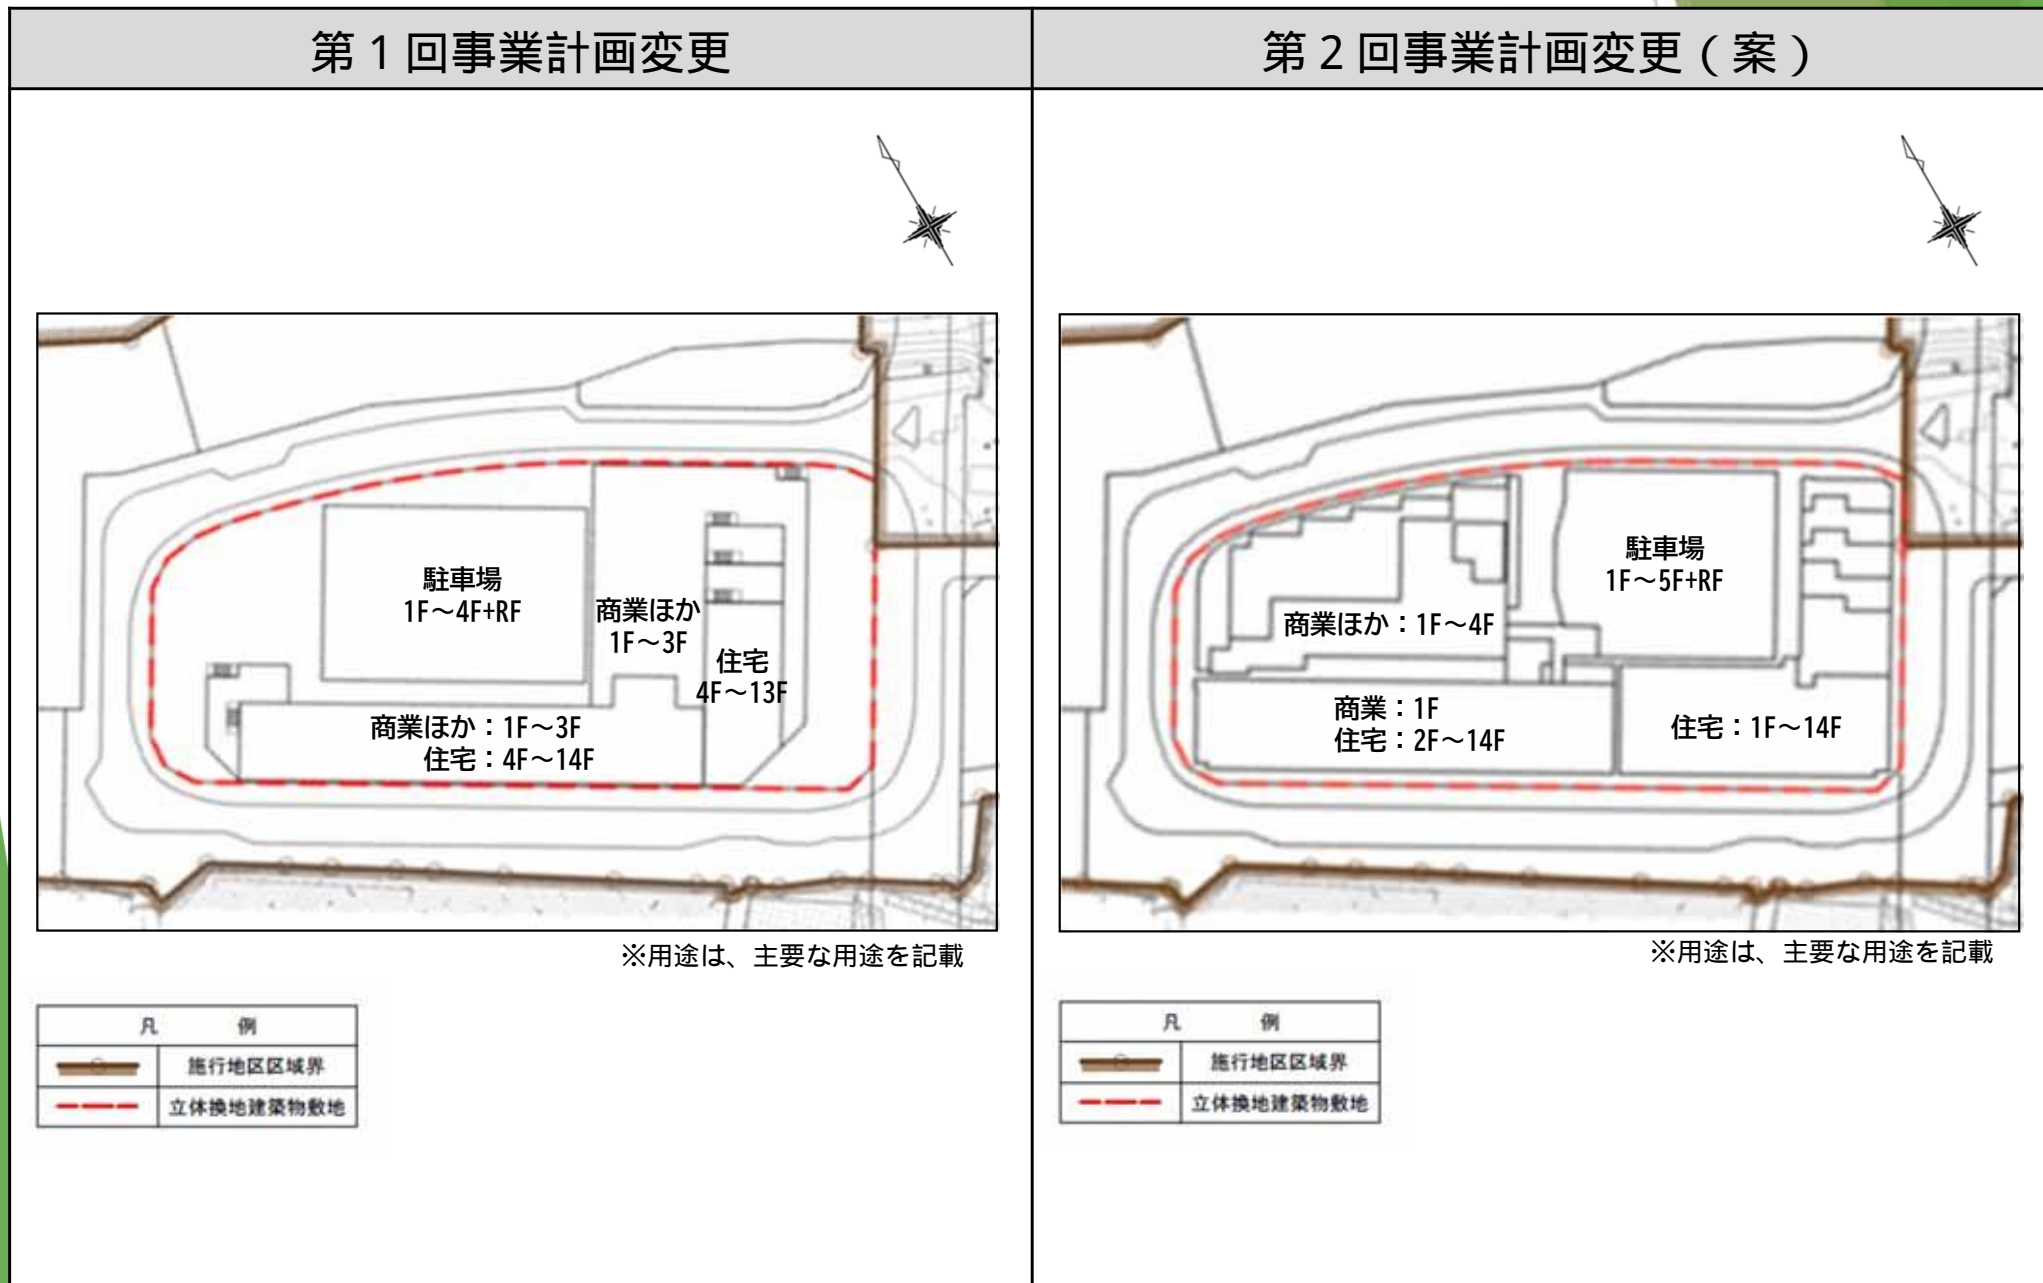 第1回事業計画変更
駐車場
1F～4F+RF
商業ほか
1F～3F
住宅
4F～13F
商業ほか：1F～3F
住宅：4F～14F
※用途は、主要な用途を記載
凡 例
施行地区区域界
立体換地建築物敷地
第2回事業計画変更（案）
駐車場
1F～5F+RF
商業ほか：1F～4F
商業：1F
住宅：2F～14F
住宅：1F～14F
※用途は、主要な用途を記載
凡 例
施行地区区域界
立体換地建築物敷地